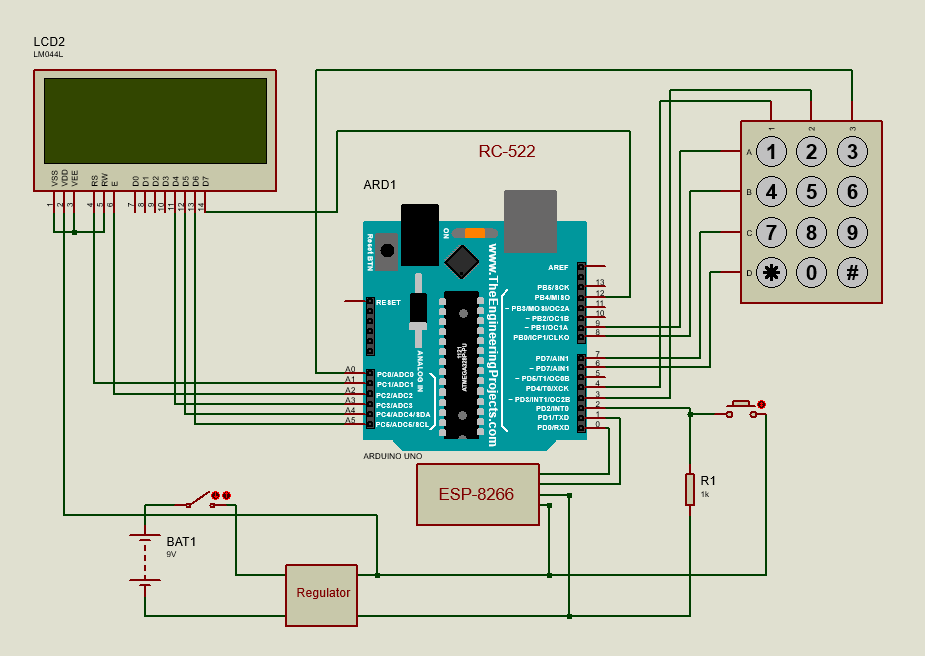 LCD2
LM044L
VSS
VDD
VEE
RS
RW
E
D0
D1
D2
D3
D4
D5
D6
D7
1
2
3
4
5
6
7
8
9
10
11
12
13
14
RC-522
ARD1
Reset BTN
ON
www.TheEngineeringProjects.com
ANALOG IN
1121
ATMEGA328P-PU
RESET
A0
A1
A2
A3
A4
A5
PC0/ADC0
PC1/ADC1
PC2/ADC2
PC3/ADC3
PC4/ADC4/SDA
PC5/ADC5/SCL
AREF
PB5/SCK 13
PB4/MISO 12
~ PB3/MOSI/OC2A 11
~ PB2/OC1B 10
~ PB1/OC1A 9
PB0/ICP1/CLKO 8
PD7/AIN1 7
~ PD7/AIN1 6
~ PD5/T1/OC0B 5
PD4/T0/XCK 4
~ PD3/INT1/OC2B 3
PD2/INT0 2
PD1/TXD 1
PD0/RXD 0
ARDUINO UNO
1 2 3
A 1 2 3
B 4 5 6
C 7 8 9
D * 0 #
ESP-8266
R1
1k
BAT1
9V
Regulator